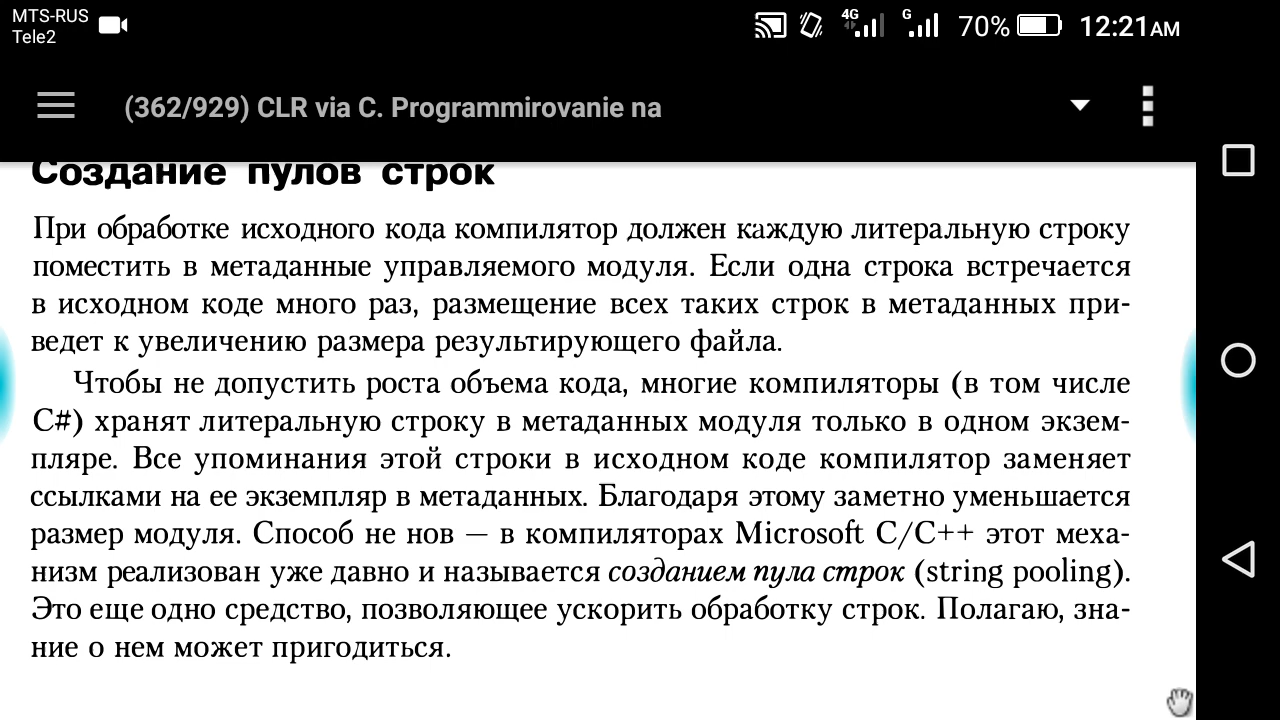 MTS-RUS
Tele2
4G
G
70%
12:21AM
(362/929) CLR via C. Programmirovanie na
Создание пулов строк
При обработке исходного кода компилятор должен каждую литеральную строку
поместить в метаданные управляемого модуля. Если одна строка встречается
в исходном коде много раз, размещение всех таких строк в метаданных при-
ведет к увеличению размера результирующего файла.
Чтобы не допустить роста объема кода, многие компиляторы (в том числе
C#) хранят литеральную строку в метаданных модуля только в одном экзем-
пляре. Все упоминания этой строки в исходном коде компилятор заменяет
ссылками на ее экземпляр в метаданных. Благодаря этому заметно уменьшается
размер модуля. Способ не нов — в компиляторах Microsoft C/C++ этот меха-
низм реализован уже давно и называется созданием пула строк (string pooling).
Это еще одно средство, позволяющее ускорить обработку строк. Полагаю, зна-
ние о нем может пригодиться.